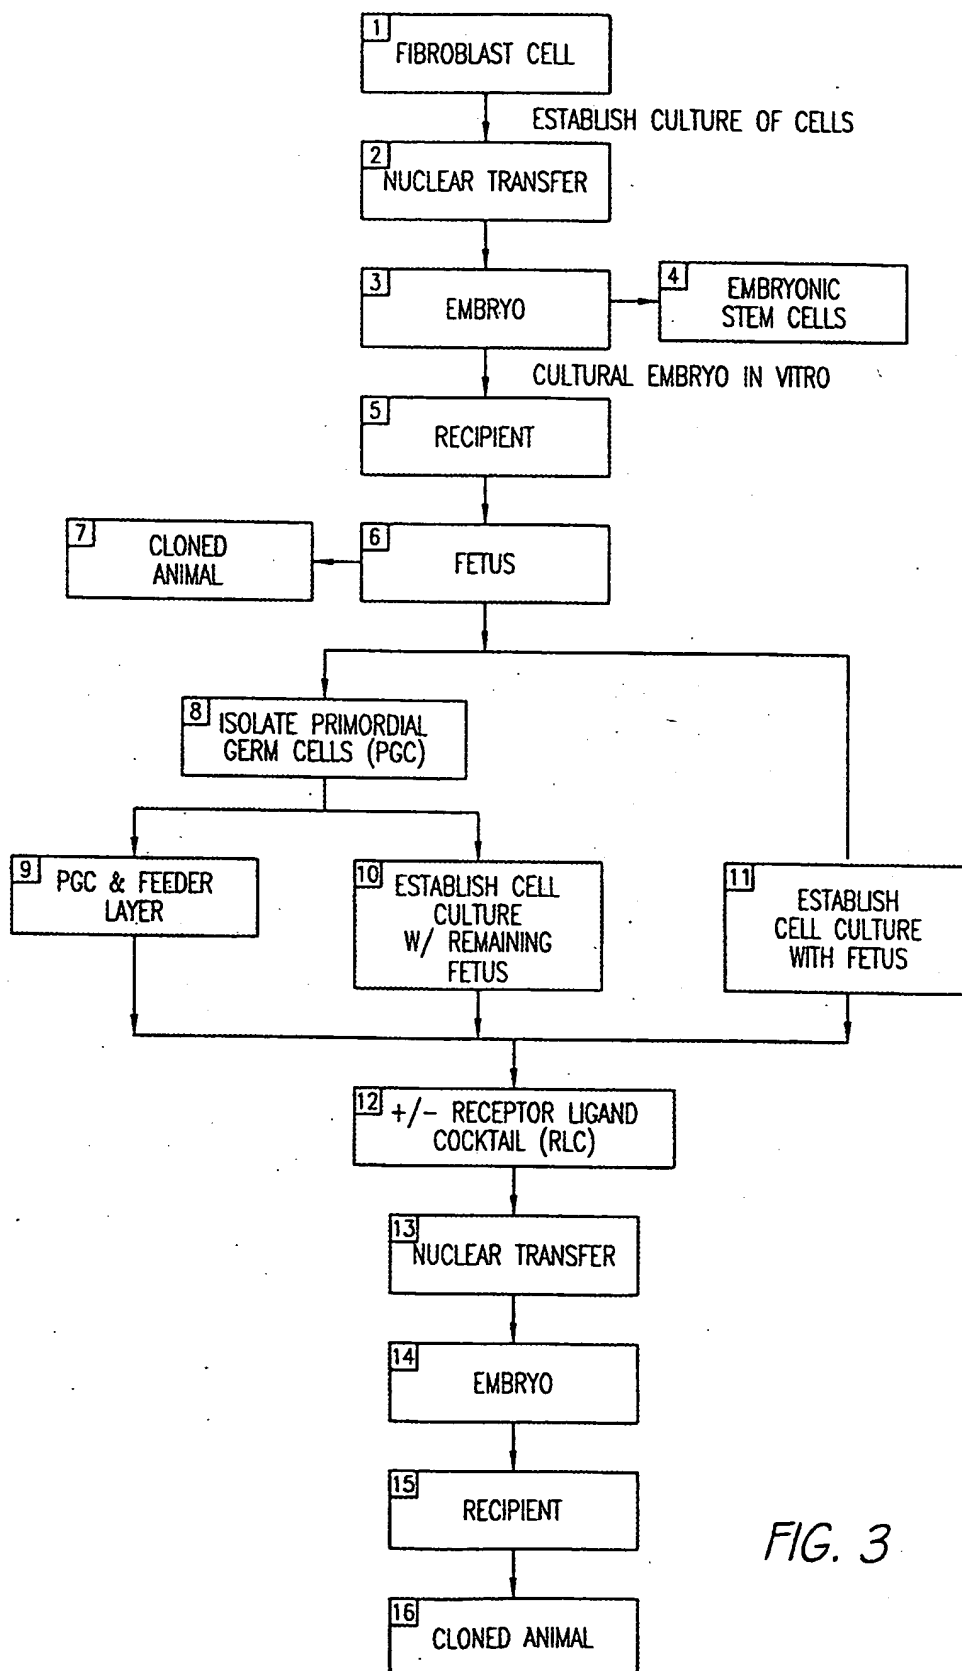 1
FIBROBLAST CELL
ESTABLISH CULTURE OF CELLS
2
NUCLEAR TRANSFER
3
EMBRYO
4
EMBRYONIC
STEM CELLS
CULTURAL EMBRYO IN VITRO
5
RECIPIENT
7
CLONED
ANIMAL
6
FETUS
8
ISOLATE PRIMORDIAL
GERM CELLS (PGC)
9
PGC & FEEDER
LAYER
10
ESTABLISH CELL
CULTURE
W/ REMAINING
FETUS
11
ESTABLISH
CELL CULTURE
WITH FETUS
12
+/- RECEPTOR LIGAND
COCKTAIL (RLC)
13
NUCLEAR TRANSFER
14
EMBRYO
15
RECIPIENT
16
CLONED ANIMAL
FIG. 3